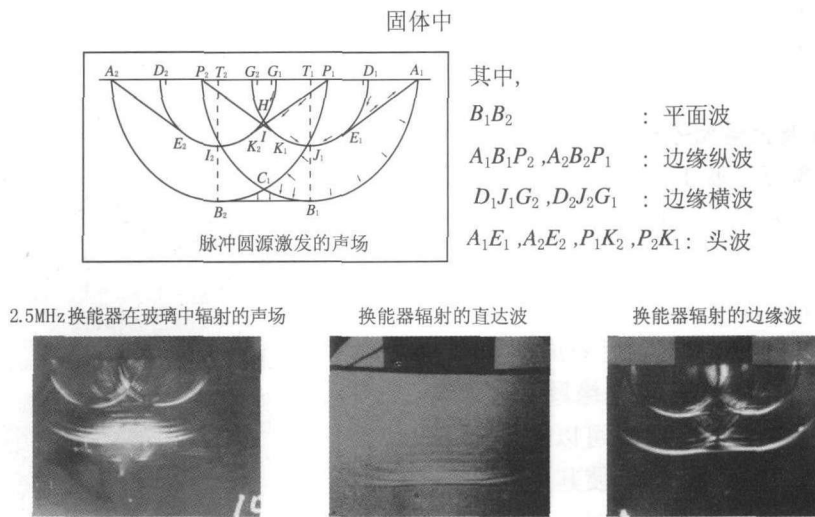 固体中
A₂ D₂ P₂ T₂ G₂ G₁ T₁ P₁ D₁ A₁
H
I
E₂ I₂ K₂ K₁ J₁ E₁
C₁
B₂ B₁
脉冲圆源激发的声场
其中,
B₁B₂ : 平面波
A₁B₁P₂ ,A₂B₂P₁ : 边缘纵波
D₁J₁G₂ ,D₂J₂G₁ : 边缘横波
A₁E₁ ,A₂E₂ ,P₁K₂ ,P₂K₁ : 头波
2.5MHz换能器在玻璃中辐射的声场 换能器辐射的直达波 换能器辐射的边缘波